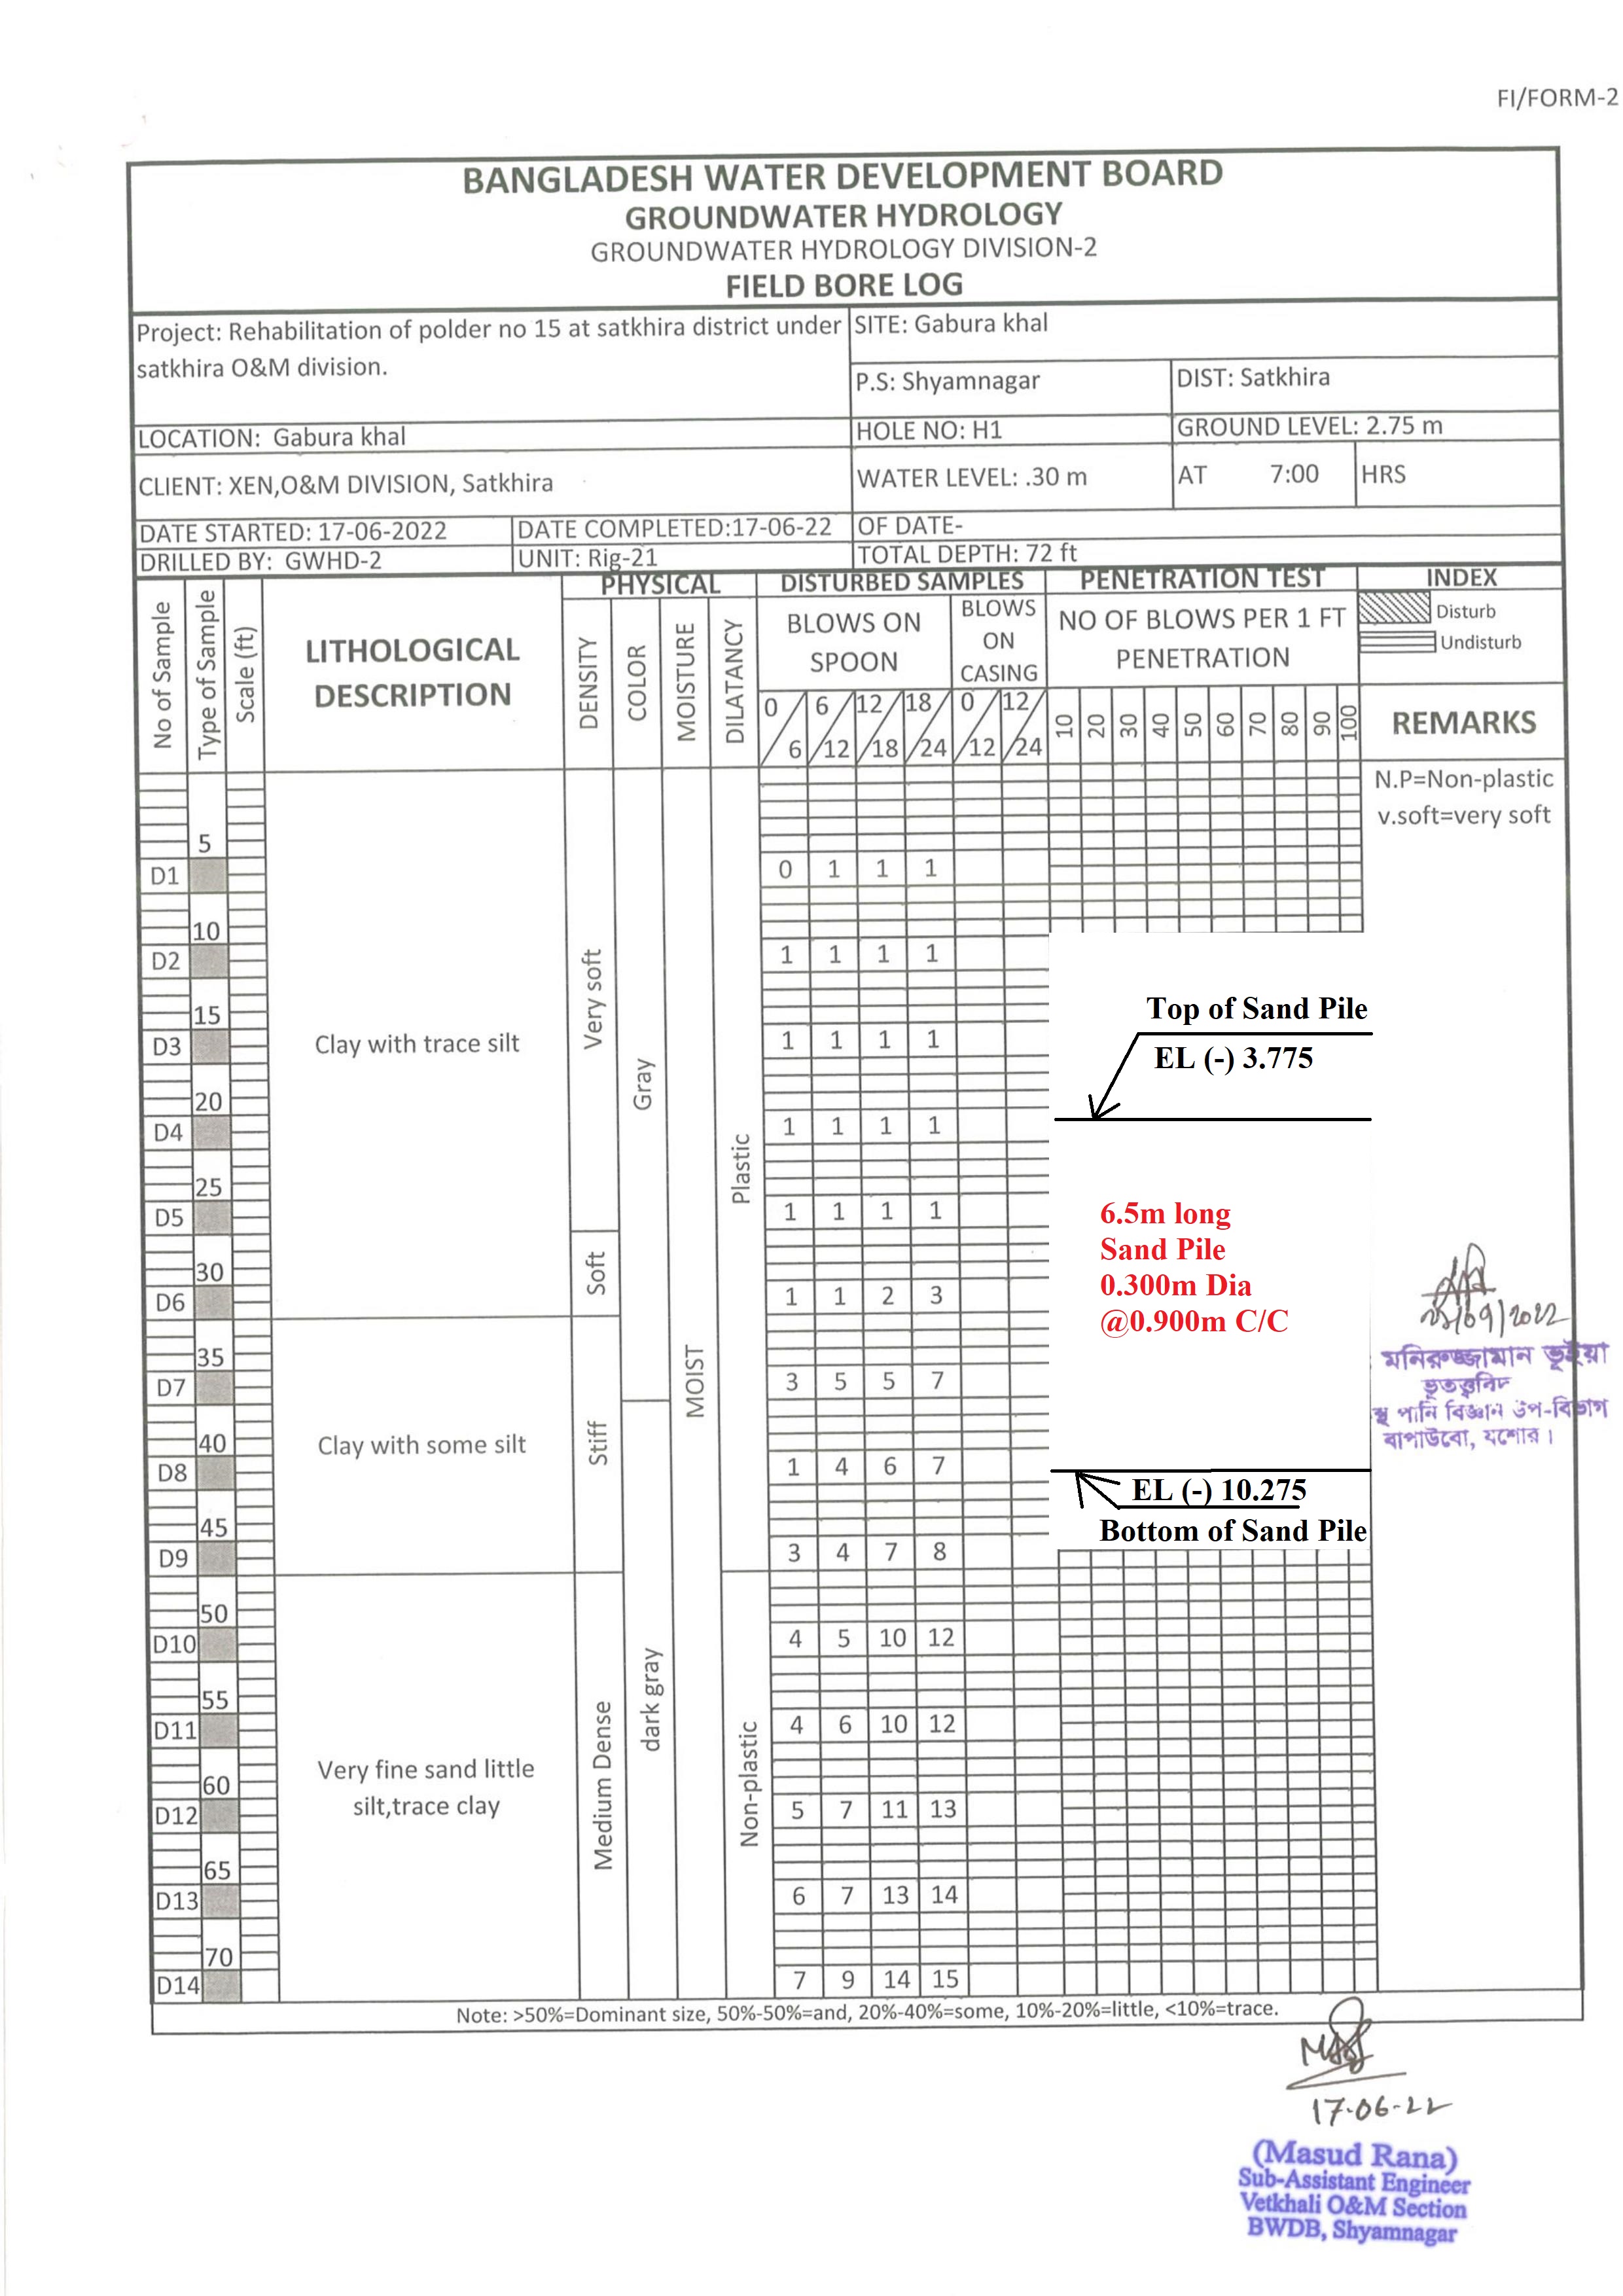 FI/FORM-2
BANGLADESH WATER DEVELOPMENT BOARD
GROUNDWATER HYDROLOGY
GROUNDWATER HYDROLOGY DIVISION-2
FIELD BORE LOG
Project: Rehabilitation of polder no 15 at satkhira district under
satkhira O&M division.
SITE: Gabura khal
P.S: Shyamnagar
DIST: Satkhira
LOCATION: Gabura khal
HOLE NO: H1
GROUND LEVEL: 2.75 m
CLIENT: XEN,O&M DIVISION, Satkhira
WATER LEVEL: .30 m
AT 7:00 HRS
DATE STARTED: 17-06-2022
DATE COMPLETED:17-06-22
OF DATE-
DRILLED BY: GWHD-2
UNIT: Rig-21
TOTAL DEPTH: 72 ft
No of Sample
Type of Sample
Scale (ft)
LITHOLOGICAL
DESCRIPTION
PHYSICAL
DENSITY
COLOR
MOISTURE
DILATANCY
DISTURBED SAMPLES
BLOWS ON
SPOON
BLOWS
ON
CASING
0/6 6/12 12/18 18/24 0/12 12/24
PENETRATION TEST
NO OF BLOWS PER 1 FT
PENETRATION
10 20 30 40 50 60 70 80 90 100
INDEX
Disturb
Undisturb
REMARKS
N.P=Non-plastic
v.soft=very soft
5
D1 0 1 1 1
10
D2 1 1 1 1
15
D3 1 1 1 1
20
D4 1 1 1 1
25
D5 1 1 1 1
30
D6 1 1 2 3
35
D7 3 5 5 7
40
D8 1 4 6 7
45
D9 3 4 7 8
50
D10 4 5 10 12
55
D11 4 6 10 12
60
D12 5 7 11 13
65
D13 6 7 13 14
70
D14 7 9 14 15
Clay with trace silt
Clay with some silt
Very fine sand little
silt,trace clay
Very soft
Soft
Stiff
Medium Dense
Gray
dark gray
MOIST
Plastic
Non-plastic
Top of Sand Pile
EL (-) 3.775
6.5m long
Sand Pile
0.300m Dia
@0.900m C/C
EL (-) 10.275
Bottom of Sand Pile
/09/2022
মনিরুজ্জামান ভূইয়া
ভূতত্ত্ববিদ
স্থ পানি বিজ্ঞান উপ-বিভাগ
বাপাউবো, যশোর।
Note: >50%=Dominant size, 50%-50%=and, 20%-40%=some, 10%-20%=little, <10%=trace.
17-06-22
(Masud Rana)
Sub-Assistant Engineer
Vetkhali O&M Section
BWDB, Shyamnagar